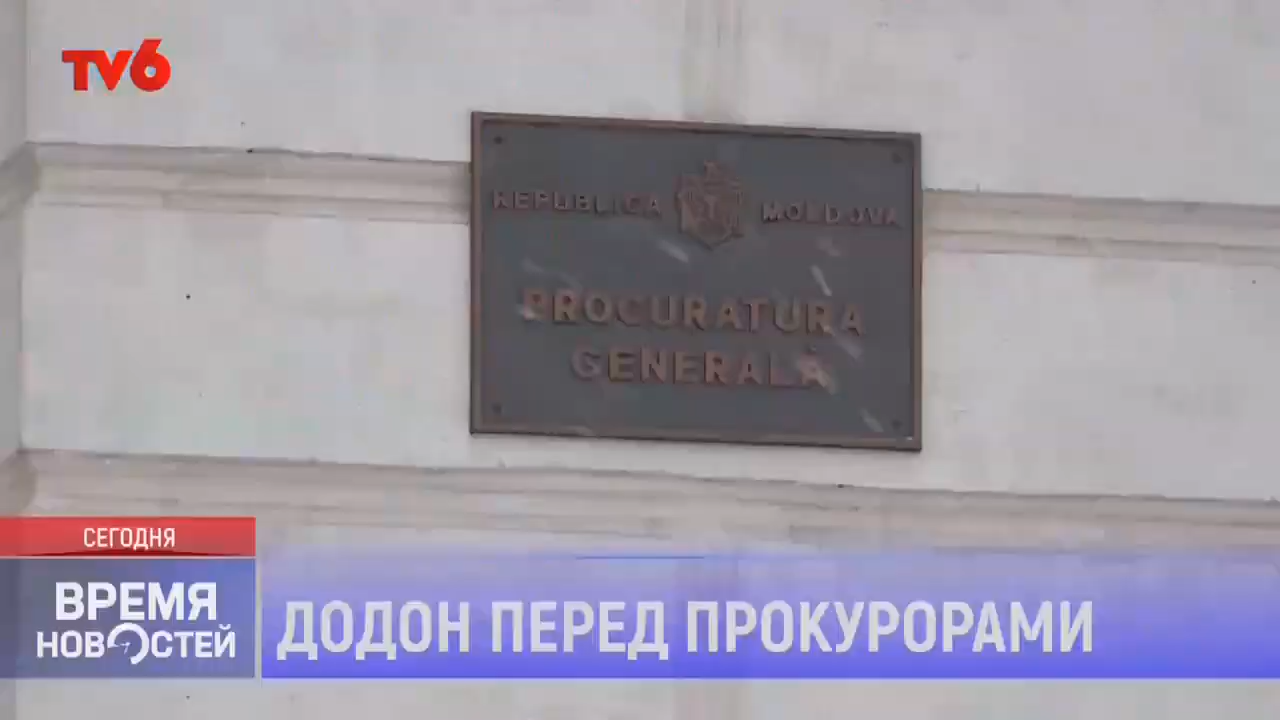 TV6
REPUBLICA MOLDOVA
PROCURATURA
GENERALĂ
СЕГОДНЯ
ВРЕМЯ
НОВОСТЕЙ
ДОДОН ПЕРЕД ПРОКУРОРАМИ